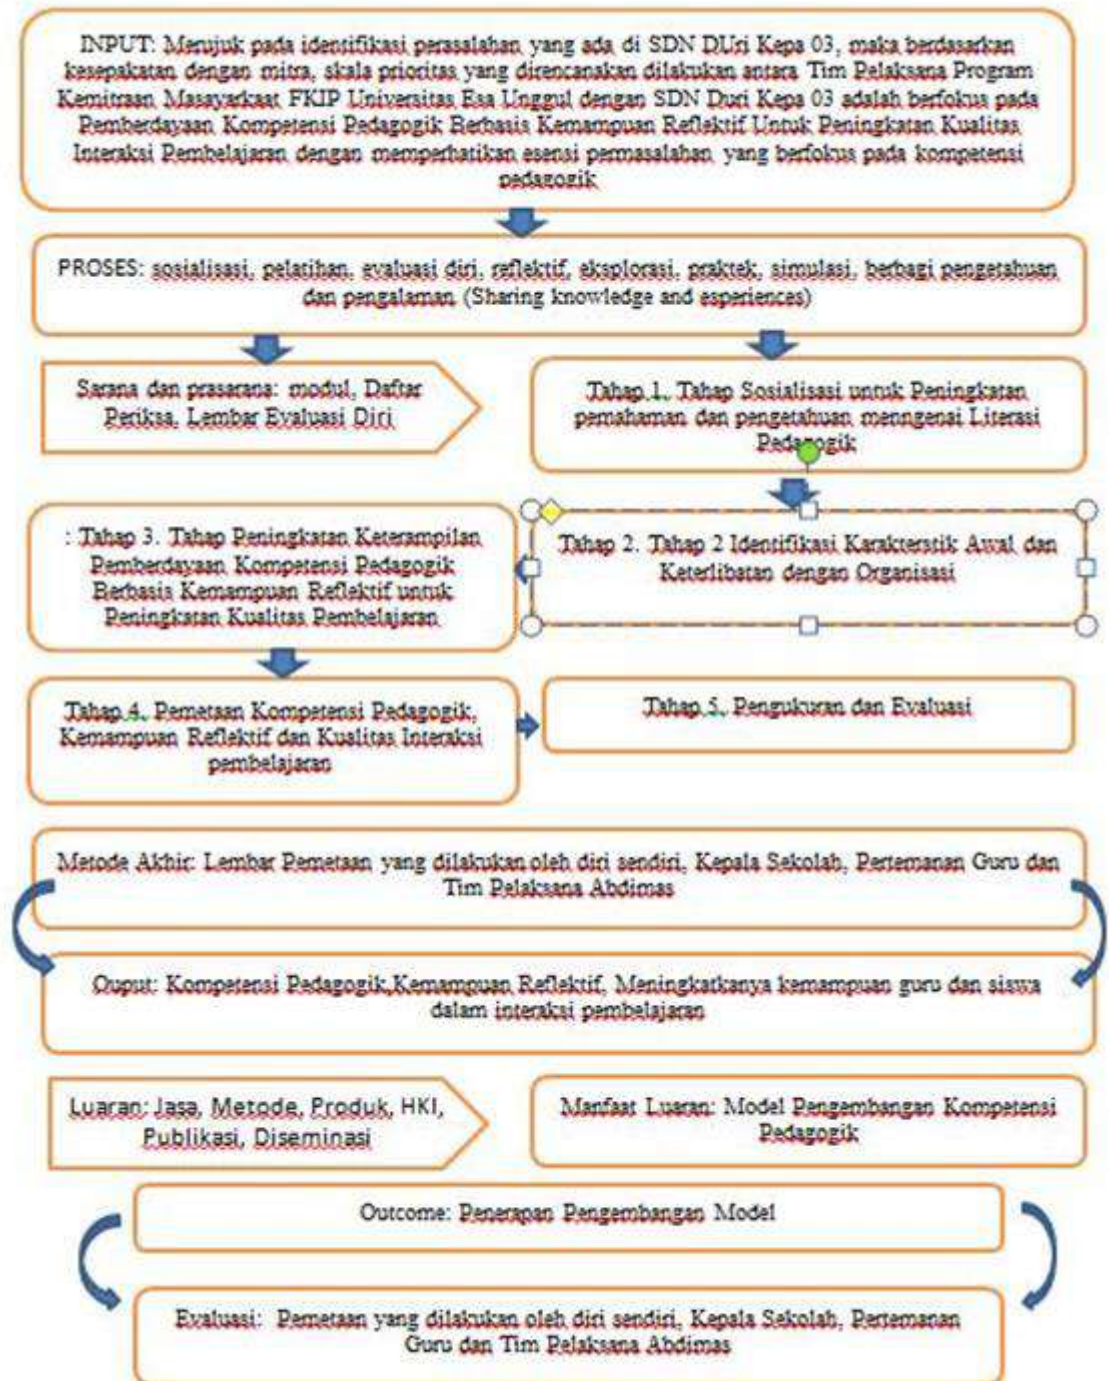 INPUT: Merujuk pada identifikasi perasalahan yang ada di SDN DUri Kepa 03, maka berdasarkan
kesepakatan dengan mitra, skala prioritas yang direncanakan dilakukan antara Tim Pelaksana Program
Kemitraan Masayarkaat FKIP Universitas Esa Unggul dengan SDN Duri Kepa 03 adalah berfokus pada
Pemberdayaan Kompetensi Pedagogik Berbasis Kemampuan Reflektif Untuk Peningkatan Kualitas
Interaksi Pembelajaran dengan memperhatikan esensi permasalahan yang berfokus pada kompetensi
pedagogik
PROSES: sosialisasi, pelatihan, evaluasi diri, reflektif, eksplorasi, praktek, simulasi, berbagi pengetahuan
dan pengalaman (Sharing knowledge and esperiences)
Sarana dan prasarana: modul, Daftar
Periksa, Lembar Evaluasi Diri
Tahap 1. Tahap Sosialisasi untuk Peningkatan
pemahaman dan pengetahuan menngenai Literasi
Pedagogik
Tahap 2. Tahap 2 Identifikasi Karakterstik Awal dan
Keterlibatan dengan Organisasi
: Tahap 3. Tahap Peningkatan Keterampilan
Pemberdayaan Kompetensi Pedagogik
Berbasis Kemampuan Reflektif untuk
Peningkatan Kualitas Pembelajaran
Tahap 4. Pemetaan Kompetensi Pedagogik,
Kemampuan Reflektif dan Kualitas Interaksi
pembelajaran
Tahap 5. Pengukuran dan Evaluasi
Metode Akhir: Lembar Pemetaan yang dilakukan oleh diri sendiri, Kepala Sekolah, Pertemanan Guru dan
Tim Pelaksana Abdimas
Ouput: Kompetensi Pedagogik,Kemampuan Reflektif, Meningkatkanya kemampuan guru dan siswa
dalam interaksi pembelajaran
Luaran: Jasa, Metode, Produk, HKI,
Publikasi, Diseminasi
Manfaat Luaran: Model Pengembangan Kompetensi
Pedagogik
Outcome: Penerapan Pengembangan Model
Evaluasi: Pemetaan yang dilakukan oleh diri sendiri, Kepala Sekolah, Pertemanan
Guru dan Tim Pelaksana Abdimas